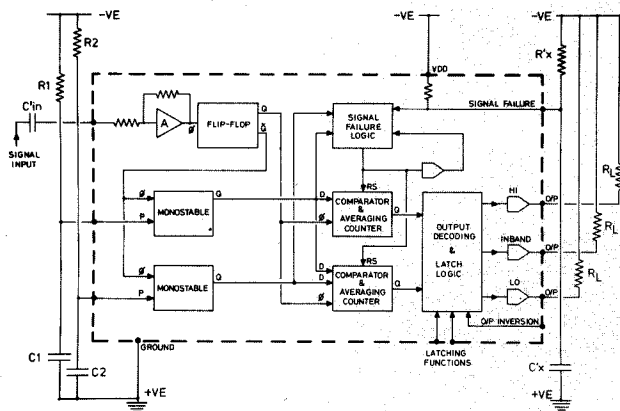 -VE
-VE
-VE
R2
R1
R'x
VDD
C'in
SIGNAL INPUT
A
Ø
FLIP-FLOP
Q
Q̄
SIGNAL FAILURE LOGIC
SIGNAL FAILURE
RL
RS
Ø
P
MONOSTABLE
Q
D
Ø
COMPARATOR & AVERAGING COUNTER
Q
OUTPUT DECODING & LATCH LOGIC
HI
O/P
RL
INBAND
O/P
RS
Ø
P
MONOSTABLE
Q
D
D
Ø
COMPARATOR & AVERAGING COUNTER
Q
LO
O/P
RL
O/P INVERSION
GROUND
LATCHING FUNCTIONS
C1
C2
C'x
+VE
+VE